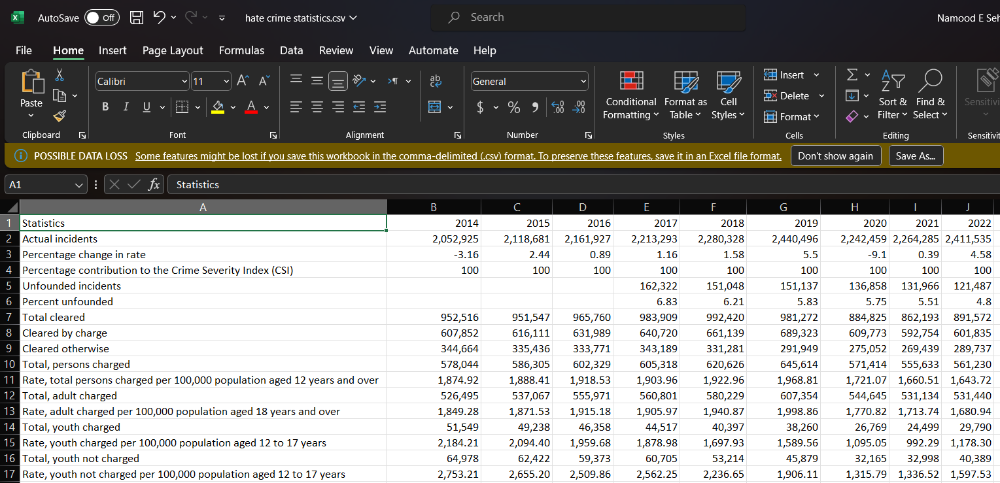 AutoSave Off hate crime statistics.csv Search Namood E Seh
File Home Insert Page Layout Formulas Data Review View Automate Help
Paste
Clipboard
Calibri 11
B I U A
Font
ab
Alignment
General
$ % .00
Number
Conditional Formatting
Format as Table
Cell Styles
Styles
Insert
Delete
Format
Cells
Sort & Filter
Find & Select
Editing
Sensitivi
Sensitivit
POSSIBLE DATA LOSS Some features might be lost if you save this workbook in the comma-delimited (.csv) format. To preserve these features, save it in an Excel file format. Don't show again Save As...
A1 fx Statistics
A B C D E F G H I J
1 Statistics 2014 2015 2016 2017 2018 2019 2020 2021 2022
2 Actual incidents 2,052,925 2,118,681 2,161,927 2,213,293 2,280,328 2,440,496 2,242,459 2,264,285 2,411,535
3 Percentage change in rate -3.16 2.44 0.89 1.16 1.58 5.5 -9.1 0.39 4.58
4 Percentage contribution to the Crime Severity Index (CSI) 100 100 100 100 100 100 100 100 100
5 Unfounded incidents 162,322 151,048 151,137 136,858 131,966 121,487
6 Percent unfounded 6.83 6.21 5.83 5.75 5.51 4.8
7 Total cleared 952,516 951,547 965,760 983,909 992,420 981,272 884,825 862,193 891,572
8 Cleared by charge 607,852 616,111 631,989 640,720 661,139 689,323 609,773 592,754 601,835
9 Cleared otherwise 344,664 335,436 333,771 343,189 331,281 291,949 275,052 269,439 289,737
10 Total, persons charged 578,044 586,305 602,329 605,318 620,626 645,614 571,414 555,633 561,230
11 Rate, total persons charged per 100,000 population aged 12 years and over 1,874.92 1,888.41 1,918.53 1,903.96 1,922.96 1,968.81 1,721.07 1,660.51 1,643.72
12 Total, adult charged 526,495 537,067 555,971 560,801 580,229 607,354 544,645 531,134 531,440
13 Rate, adult charged per 100,000 population aged 18 years and over 1,849.28 1,871.53 1,915.18 1,905.97 1,940.87 1,998.86 1,770.82 1,713.74 1,680.94
14 Total, youth charged 51,549 49,238 46,358 44,517 40,397 38,260 26,769 24,499 29,790
15 Rate, youth charged per 100,000 population aged 12 to 17 years 2,184.21 2,094.40 1,959.68 1,878.98 1,697.93 1,589.56 1,095.05 992.29 1,178.30
16 Total, youth not charged 64,978 62,422 59,373 60,705 53,214 45,879 32,165 32,998 40,389
17 Rate, youth not charged per 100,000 population aged 12 to 17 years 2,753.21 2,655.20 2,509.86 2,562.25 2,236.65 1,906.11 1,315.79 1,336.52 1,597.53